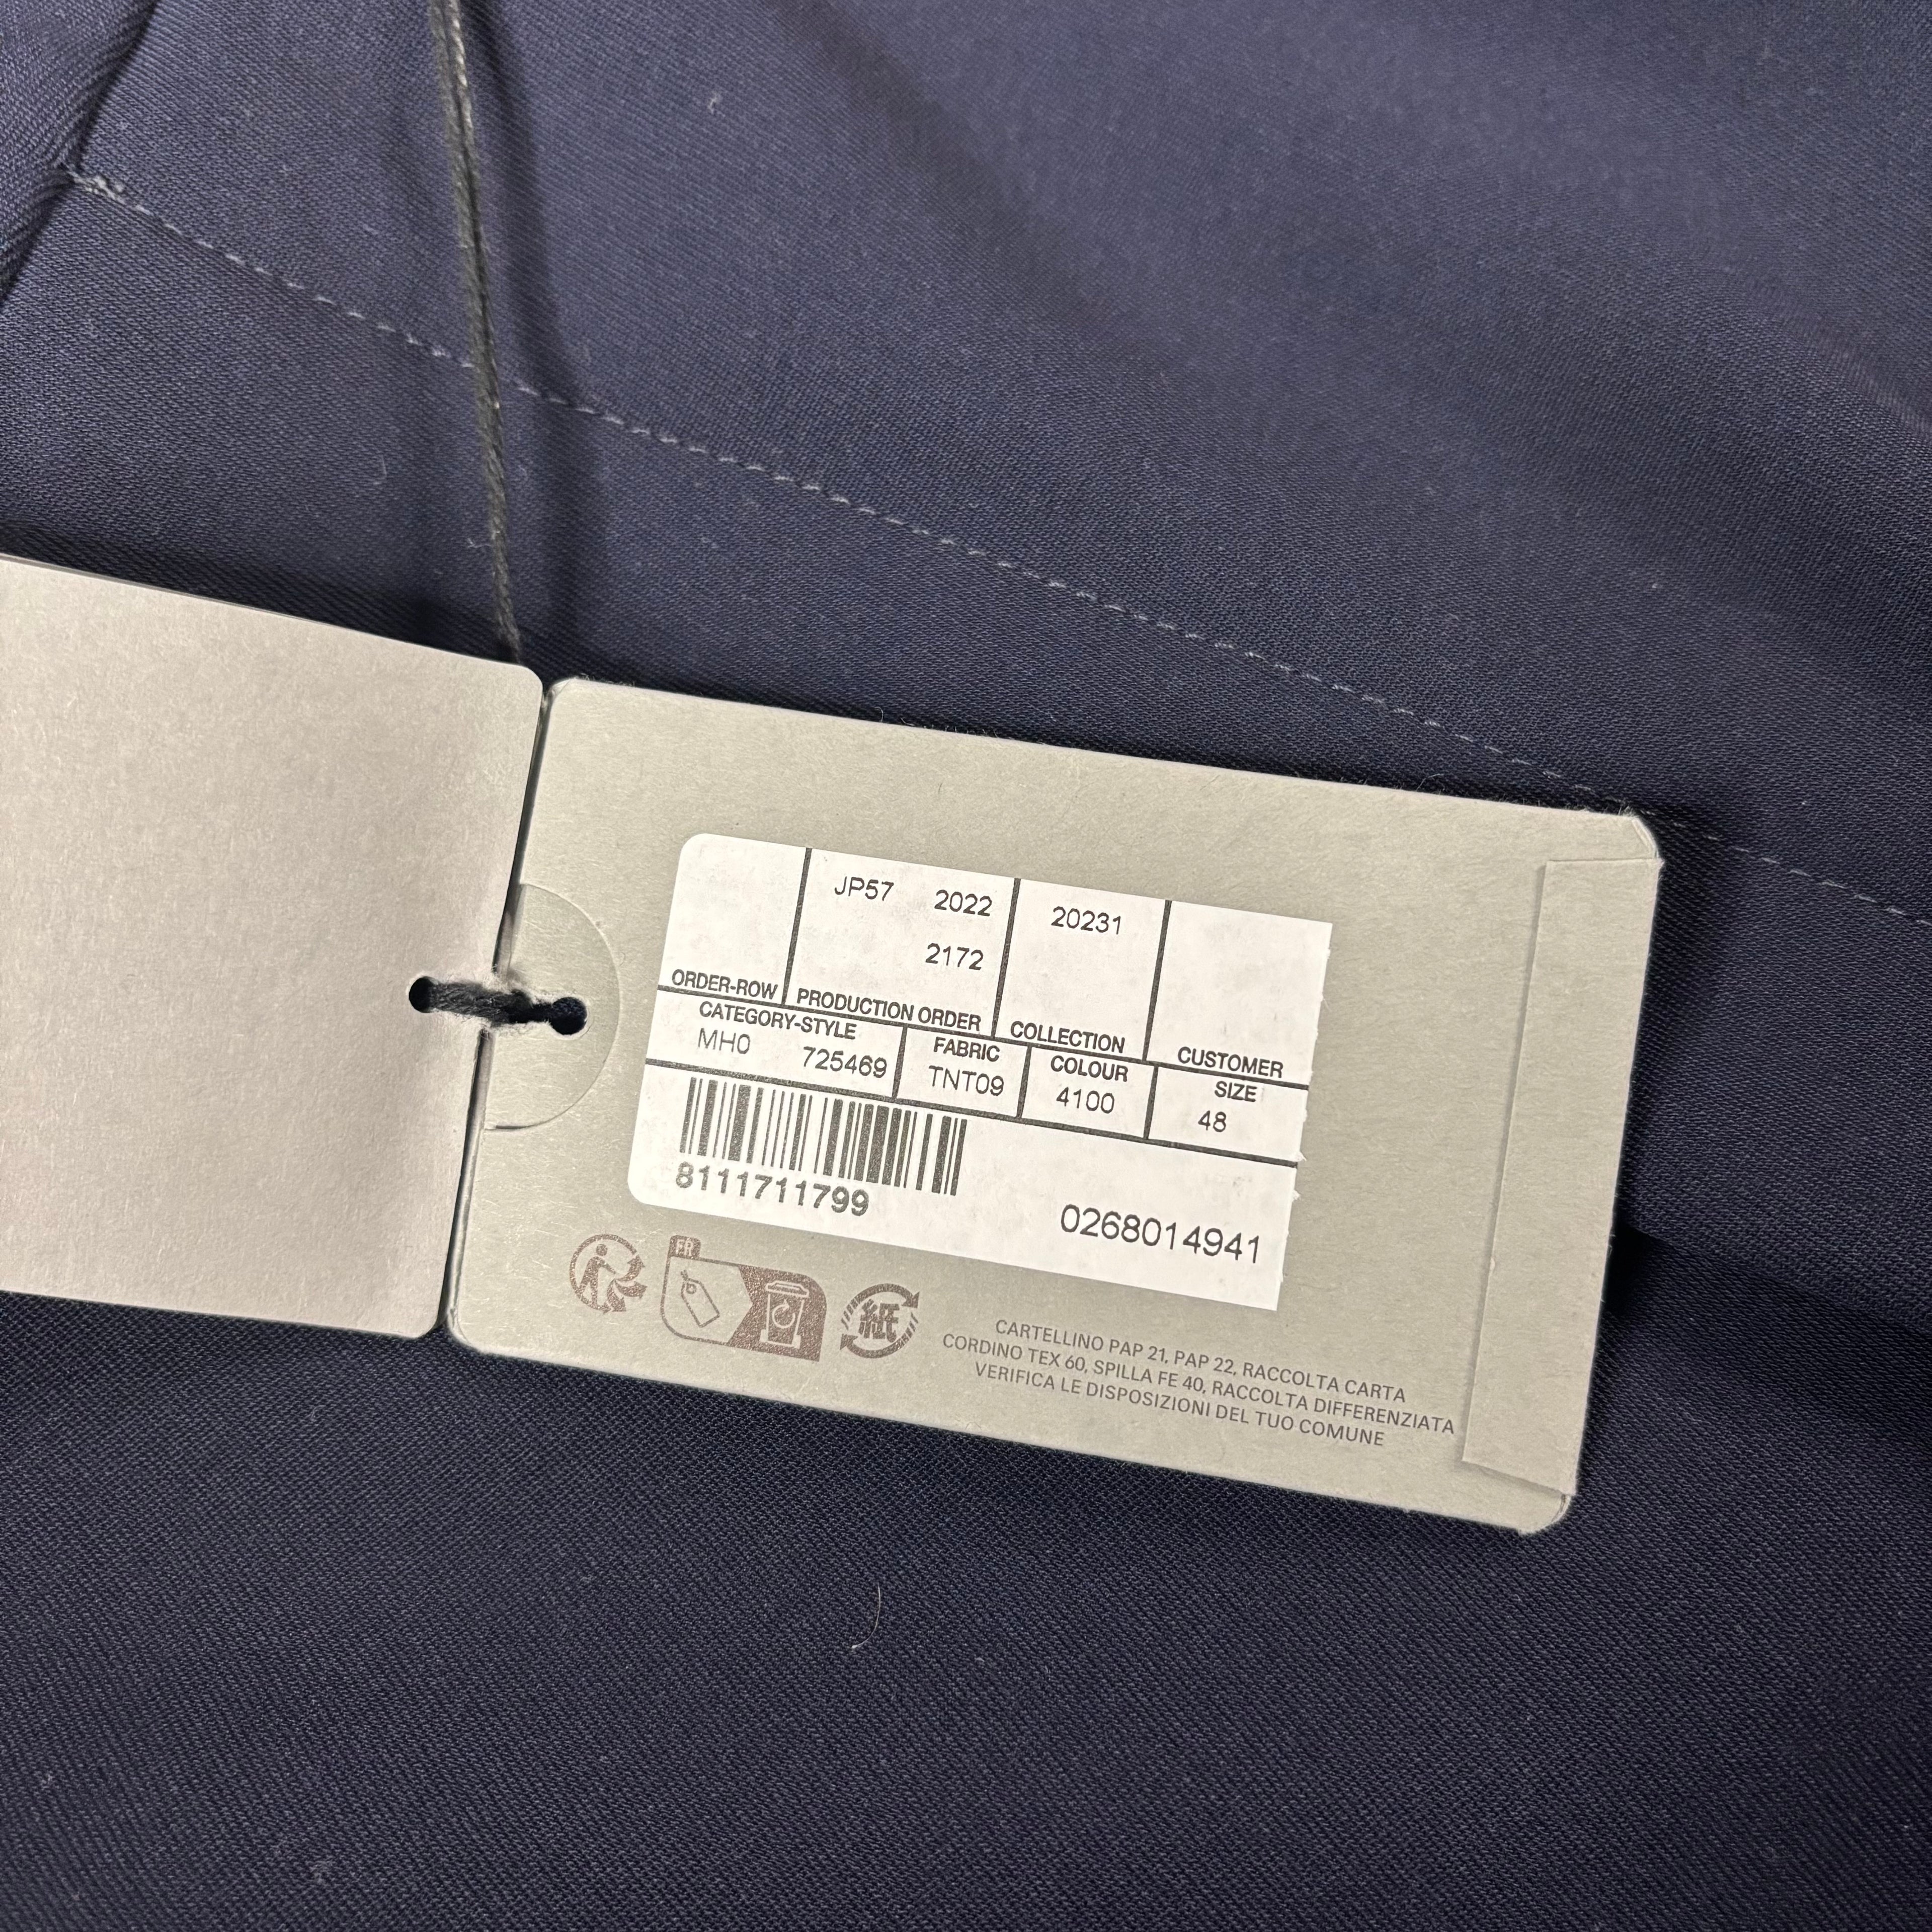 JP57 2022 20231
2172
ORDER-ROW PRODUCTION ORDER COLLECTION CUSTOMER
CATEGORY-STYLE FABRIC COLOUR SIZE
MH0 725469 TNT09 4100 48
8111711799
0268014941
FR
紙
CARTELLINO PAP 21, PAP 22, RACCOLTA CARTA
CORDINO TEX 60, SPILLA FE 40, RACCOLTA DIFFERENZIATA
VERIFICA LE DISPOSIZIONI DEL TUO COMUNE